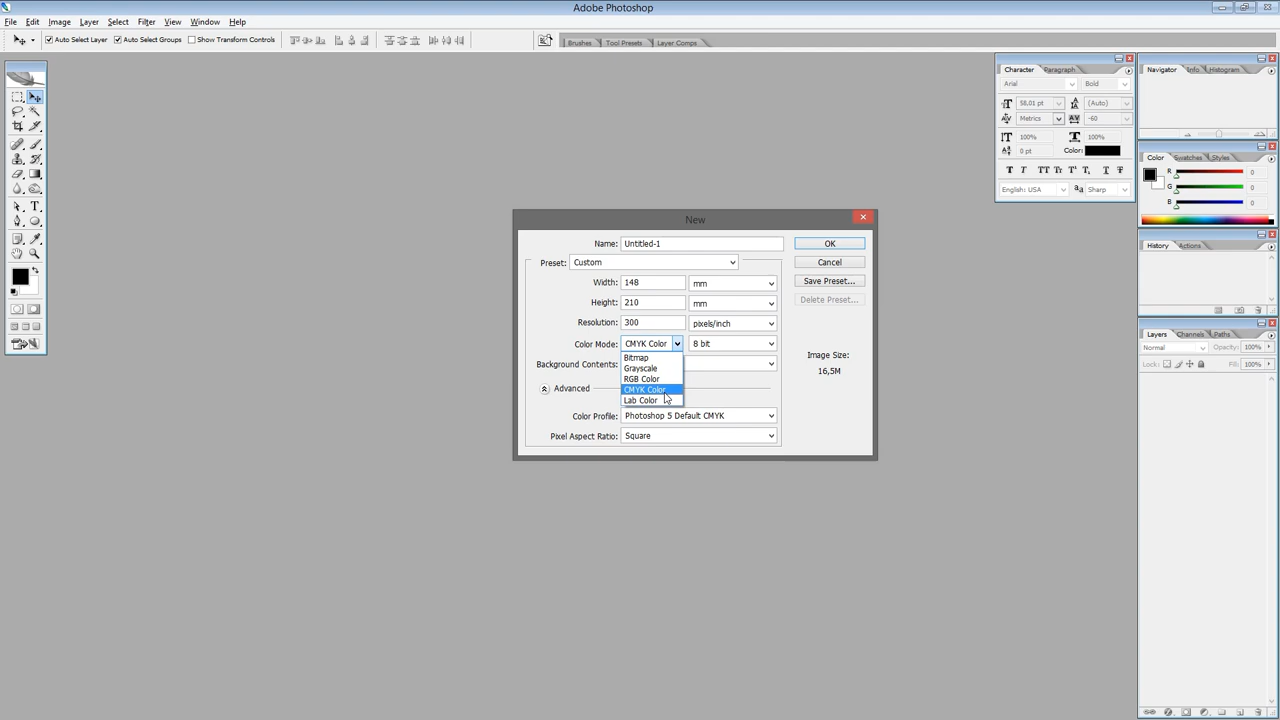 Adobe Photoshop
File Edit Image Layer Select Filter View Window Help
Auto Select Layer Auto Select Groups Show Transform Controls
Brushes Tool Presets Layer Comps
Character Paragraph
Arial Bold
58,01 pt (Auto)
Metrics -60
100% 100%
0 pt Color:
T T TT Tr T¹ T, T T
English: USA aa Sharp
Navigator Info Histogram
Color Swatches Styles
R 0
G 0
B 0
History Actions
Layers Channels Paths
Normal Opacity: 100%
Lock: Fill: 100%
New
Name: Untitled-1 OK
Preset: Custom Cancel
Width: 148 mm Save Preset...
Height: 210 mm Delete Preset...
Resolution: 300 pixels/inch
Color Mode: CMYK Color 8 bit
Image Size:
16,5M
Bitmap
Background Contents:
Grayscale
RGB Color
CMYK Color
Lab Color
Advanced
Color Profile: Photoshop 5 Default CMYK
Pixel Aspect Ratio: Square